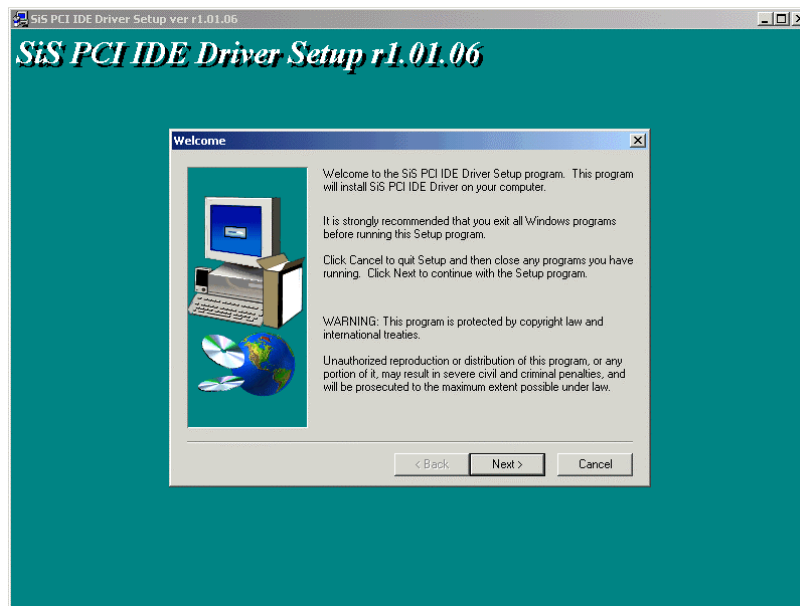 SiS PCI IDE Driver Setup ver r1.01.06
SiS PCI IDE Driver Setup r1.01.06
Welcome
Welcome to the SiS PCI IDE Driver Setup program. This program
will install SiS PCI IDE Driver on your computer.
It is strongly recommended that you exit all Windows programs
before running this Setup program.
Click Cancel to quit Setup and then close any programs you have
running. Click Next to continue with the Setup program.
WARNING: This program is protected by copyright law and
international treaties.
Unauthorized reproduction or distribution of this program, or any
portion of it, may result in severe civil and criminal penalties, and
will be prosecuted to the maximum extent possible under law.
< Back Next > Cancel